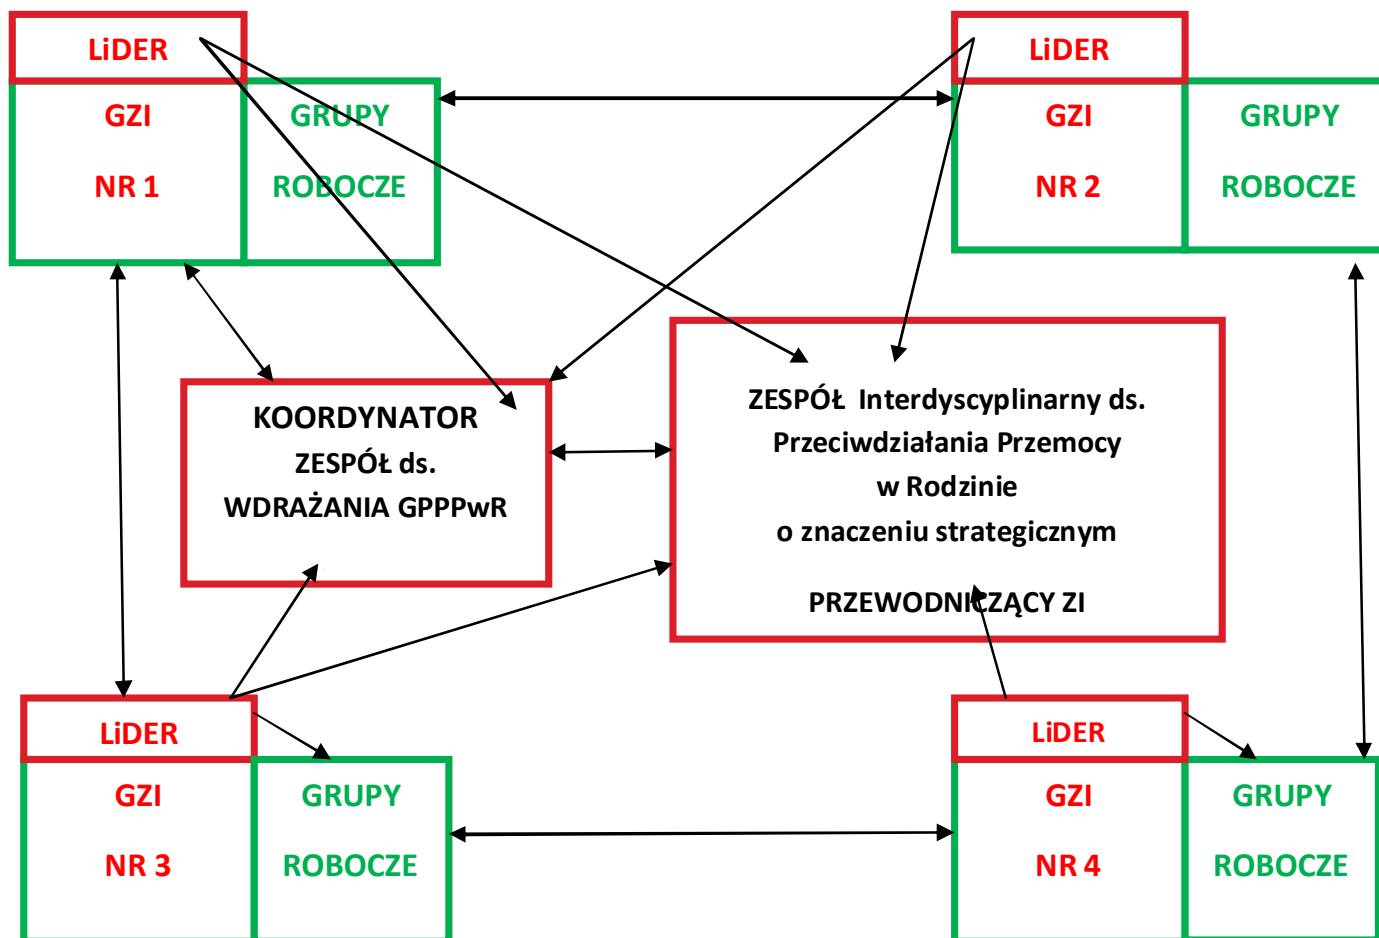 LiDER
GZI
NR 1
GRUPY
ROBOCZE
LiDER
GZI
NR 2
GRUPY
ROBOCZE
KOORDYNATOR
ZESPÓŁ ds.
WDRAŻANIA GPPPwR
ZESPÓŁ Interdyscyplinarny ds.
Przeciwdziałania Przemocy
w Rodzinie
o znaczeniu strategicznym
PRZEWODNICZĄCY ZI
LiDER
GZI
NR 3
GRUPY
ROBOCZE
LiDER
GZI
NR 4
GRUPY
ROBOCZE